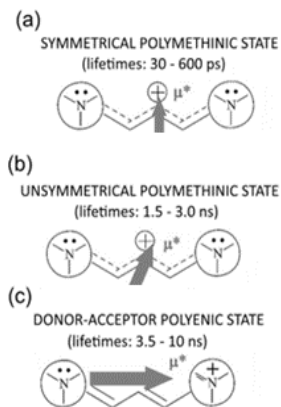 (a)
SYMMETRICAL POLYMETHINIC STATE
(lifetimes: 30 - 600 ps)
N + μ* N
(b)
UNSYMMETRICAL POLYMETHINIC STATE
(lifetimes: 1.5 - 3.0 ns)
N + μ* N
(c)
DONOR-ACCEPTOR POLYENIC STATE
(lifetimes: 3.5 - 10 ns)
μ* +
N N